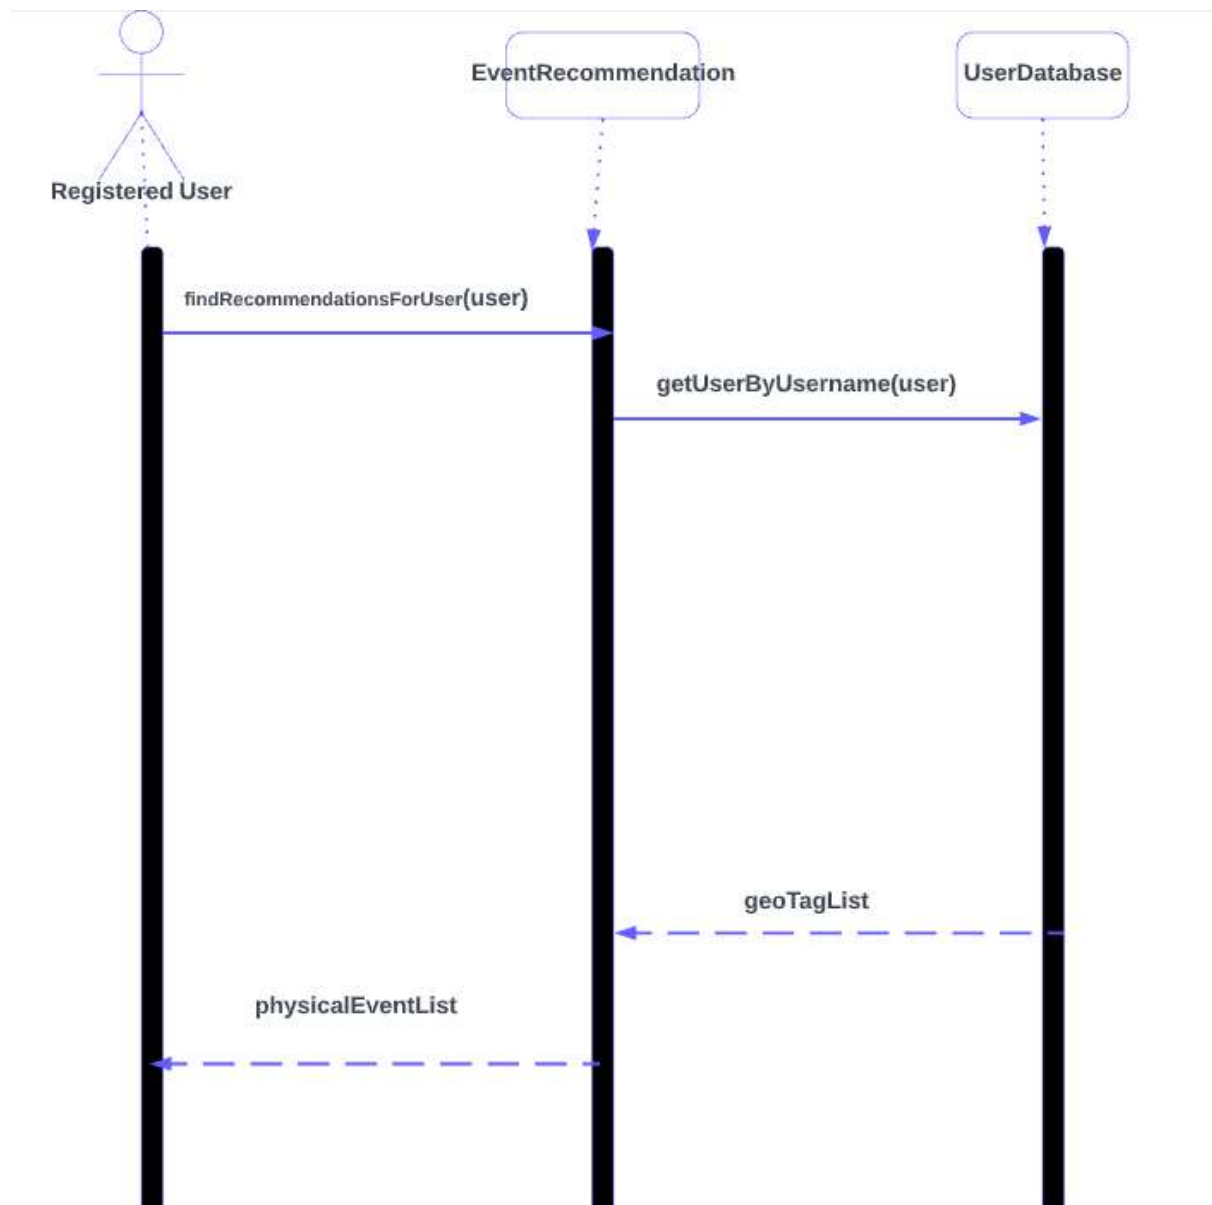 EventRecommendation
UserDatabase
Registered User
findRecommendationsForUser(user)
getUserByUsername(user)
geoTagList
physicalEventList